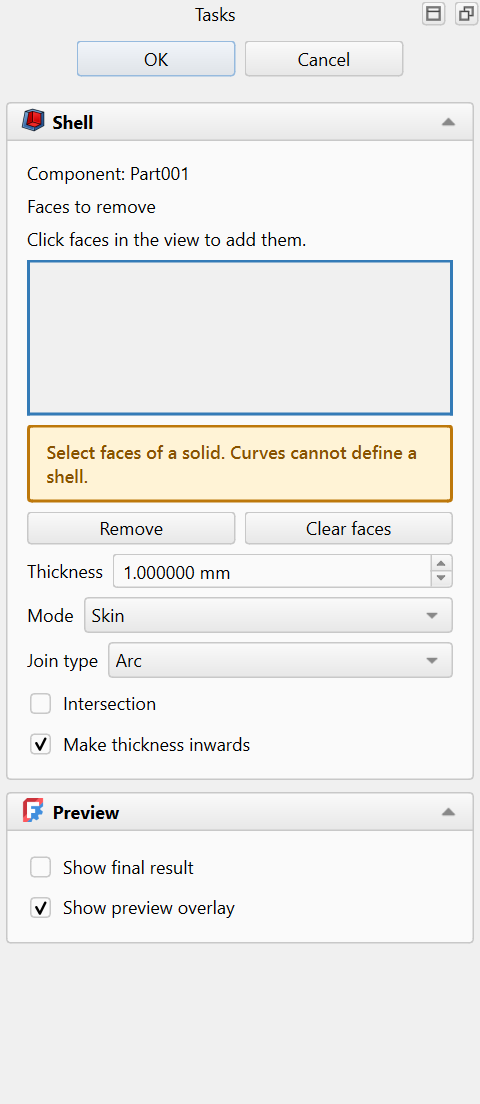 Tasks
OK
Cancel
Shell
Component: Part001
Faces to remove
Click faces in the view to add them.
Select faces of a solid. Curves cannot define a
shell.
Remove
Clear faces
Thickness
1.000000 mm
Mode
Skin
Join type
Arc
Intersection
Make thickness inwards
Preview
Show final result
Show preview overlay